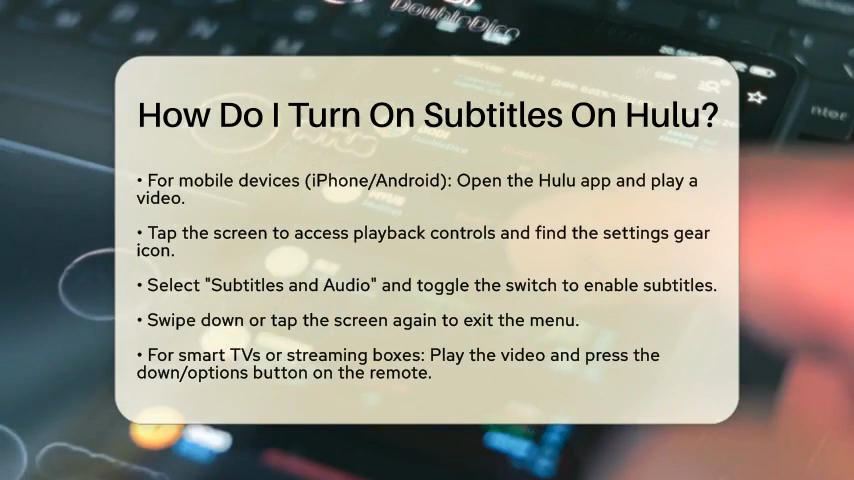 DoubleDice
nter
How Do I Turn On Subtitles On Hulu?
• For mobile devices (iPhone/Android): Open the Hulu app and play a
video.
• Tap the screen to access playback controls and find the settings gear
icon.
• Select "Subtitles and Audio" and toggle the switch to enable subtitles.
• Swipe down or tap the screen again to exit the menu.
• For smart TVs or streaming boxes: Play the video and press the
down/options button on the remote.